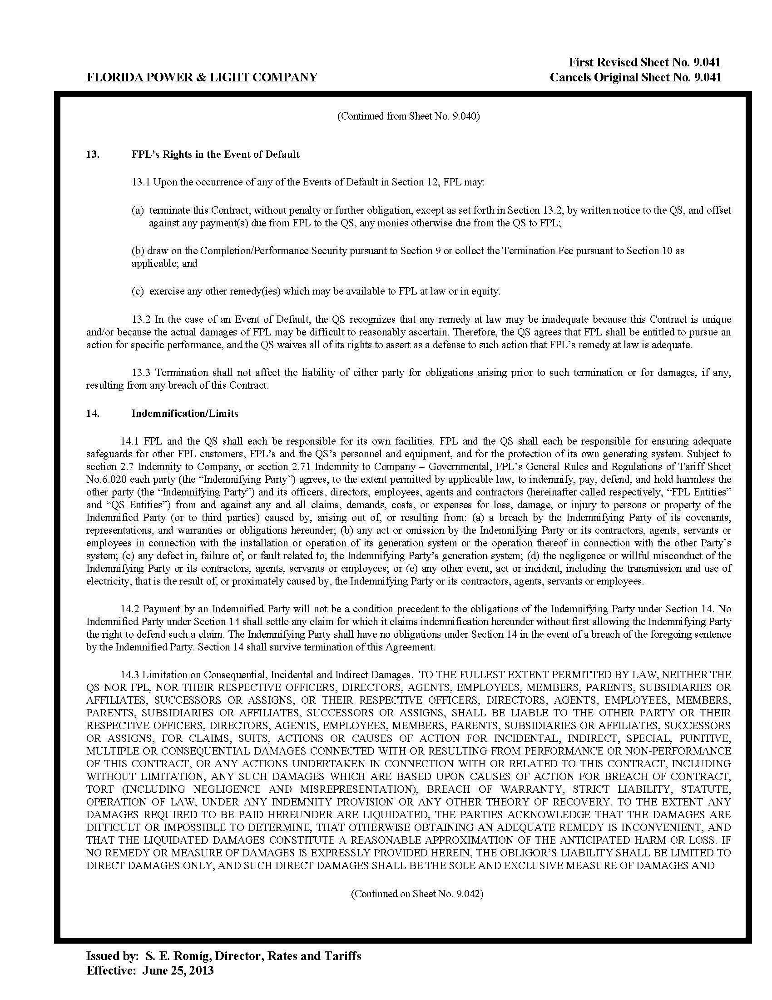 First Revised Sheet No. 9.041
FLORIDA POWER & LIGHT COMPANY Cancels Original Sheet No. 9.041
(Continued from Sheet No. 9.040)
13. FPL’s Rights in the Event of Default
13.1 Upon the occurrence of any of the Events of Default in Section 12, FPL may:
(a) terminate this Contract, without penalty or further obligation, except as set forth in Section 13.2, by written notice to the QS, and offset
against any payment(s) due from FPL to the QS, any monies otherwise due from the QS to FPL;
(b) draw on the Completion/Performance Security pursuant to Section 9 or collect the Termination Fee pursuant to Section 10 as
applicable; and
(c) exercise any other remedy(ies) which may be available to FPL at law or in equity.
13.2 In the case of an Event of Default, the QS recognizes that any remedy at law may be inadequate because this Contract is unique
and/or because the actual damages of FPL may be difficult to reasonably ascertain. Therefore, the QS agrees that FPL shall be entitled to pursue an
action for specific performance, and the QS waives all of its rights to assert as a defense to such action that FPL’s remedy at law is adequate.
13.3 Termination shall not affect the liability of either party for obligations arising prior to such termination or for damages, if any,
resulting from any breach of this Contract.
14. Indemnification/Limits
14.1 FPL and the QS shall each be responsible for its own facilities. FPL and the QS shall each be responsible for ensuring adequate
safeguards for other FPL customers, FPL’s and the QS’s personnel and equipment, and for the protection of its own generating system. Subject to
section 2.7 Indemnity to Company, or section 2.71 Indemnity to Company – Governmental, FPL’s General Rules and Regulations of Tariff Sheet
No.6.020 each party (the “Indemnifying Party”) agrees, to the extent permitted by applicable law, to indemnify, pay, defend, and hold harmless the
other party (the “Indemnifying Party”) and its officers, directors, employees, agents and contractors (hereinafter called respectively, “FPL Entities”
and “QS Entities”) from and against any and all claims, demands, costs, or expenses for loss, damage, or injury to persons or property of the
Indemnified Party (or to third parties) caused by, arising out of, or resulting from: (a) a breach by the Indemnifying Party of its covenants,
representations, and warranties or obligations hereunder; (b) any act or omission by the Indemnifying Party or its contractors, agents, servants or
employees in connection with the installation or operation of its generation system or the operation thereof in connection with the other Party’s
system; (c) any defect in, failure of, or fault related to, the Indemnifying Party’s generation system; (d) the negligence or willful misconduct of the
Indemnifying Party or its contractors, agents, servants or employees; or (e) any other event, act or incident, including the transmission and use of
electricity, that is the result of, or proximately caused by, the Indemnifying Party or its contractors, agents, servants or employees.
14.2 Payment by an Indemnified Party will not be a condition precedent to the obligations of the Indemnifying Party under Section 14. No
Indemnified Party under Section 14 shall settle any claim for which it claims indemnification hereunder without first allowing the Indemnifying Party
the right to defend such a claim. The Indemnifying Party shall have no obligations under Section 14 in the event of a breach of the foregoing sentence
by the Indemnified Party. Section 14 shall survive termination of this Agreement.
14.3 Limitation on Consequential, Incidental and Indirect Damages. TO THE FULLEST EXTENT PERMITTED BY LAW, NEITHER THE
QS NOR FPL, NOR THEIR RESPECTIVE OFFICERS, DIRECTORS, AGENTS, EMPLOYEES, MEMBERS, PARENTS, SUBSIDIARIES OR
AFFILIATES, SUCCESSORS OR ASSIGNS, OR THEIR RESPECTIVE OFFICERS, DIRECTORS, AGENTS, EMPLOYEES, MEMBERS,
PARENTS, SUBSIDIARIES OR AFFILIATES, SUCCESSORS OR ASSIGNS, SHALL BE LIABLE TO THE OTHER PARTY OR THEIR
RESPECTIVE OFFICERS, DIRECTORS, AGENTS, EMPLOYEES, MEMBERS, PARENTS, SUBSIDIARIES OR AFFILIATES, SUCCESSORS
OR ASSIGNS, FOR CLAIMS, SUITS, ACTIONS OR CAUSES OF ACTION FOR INCIDENTAL, INDIRECT, SPECIAL, PUNITIVE,
MULTIPLE OR CONSEQUENTIAL DAMAGES CONNECTED WITH OR RESULTING FROM PERFORMANCE OR NON-PERFORMANCE
OF THIS CONTRACT, OR ANY ACTIONS UNDERTAKEN IN CONNECTION WITH OR RELATED TO THIS CONTRACT, INCLUDING
WITHOUT LIMITATION, ANY SUCH DAMAGES WHICH ARE BASED UPON CAUSES OF ACTION FOR BREACH OF CONTRACT,
TORT (INCLUDING NEGLIGENCE AND MISREPRESENTATION), BREACH OF WARRANTY, STRICT LIABILITY, STATUTE,
OPERATION OF LAW, UNDER ANY INDEMNITY PROVISION OR ANY OTHER THEORY OF RECOVERY. TO THE EXTENT ANY
DAMAGES REQUIRED TO BE PAID HEREUNDER ARE LIQUIDATED, THE PARTIES ACKNOWLEDGE THAT THE DAMAGES ARE
DIFFICULT OR IMPOSSIBLE TO DETERMINE, THAT OTHERWISE OBTAINING AN ADEQUATE REMEDY IS INCONVENIENT, AND
THAT THE LIQUIDATED DAMAGES CONSTITUTE A REASONABLE APPROXIMATION OF THE ANTICIPATED HARM OR LOSS. IF
NO REMEDY OR MEASURE OF DAMAGES IS EXPRESSLY PROVIDED HEREIN, THE OBLIGOR’S LIABILITY SHALL BE LIMITED TO
DIRECT DAMAGES ONLY, AND SUCH DIRECT DAMAGES SHALL BE THE SOLE AND EXCLUSIVE MEASURE OF DAMAGES AND
(Continued on Sheet No. 9.042)
Issued by: S. E. Romig, Director, Rates and Tariffs
Effective: June 25, 2013